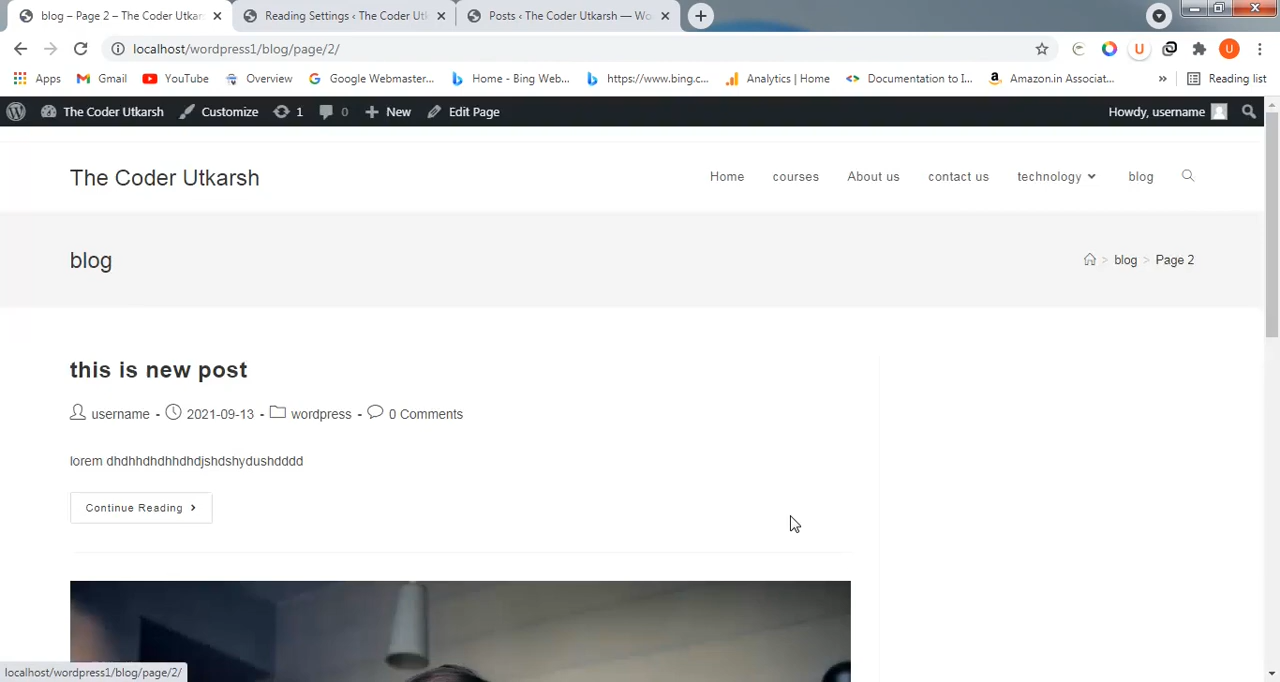 blog – Page 2 – The Coder Utkar
Reading Settings ‹ The Coder Ut
Posts ‹ The Coder Utkarsh — Wo
localhost/wordpress1/blog/page/2/
U
U
Apps
Gmail
YouTube
Overview
Google Webmaster...
Home - Bing Web...
https://www.bing.c...
Analytics | Home
Documentation to I...
Amazon.in Associat...
»
Reading list
The Coder Utkarsh
Customize
1
0
New
Edit Page
Howdy, username
The Coder Utkarsh
Home
courses
About us
contact us
technology
blog
blog
> blog > Page 2
this is new post
username - 2021-09-13 - wordpress - 0 Comments
lorem dhdhhdhdhhdhdjshdshydushdddd
Continue Reading >
localhost/wordpress1/blog/page/2/